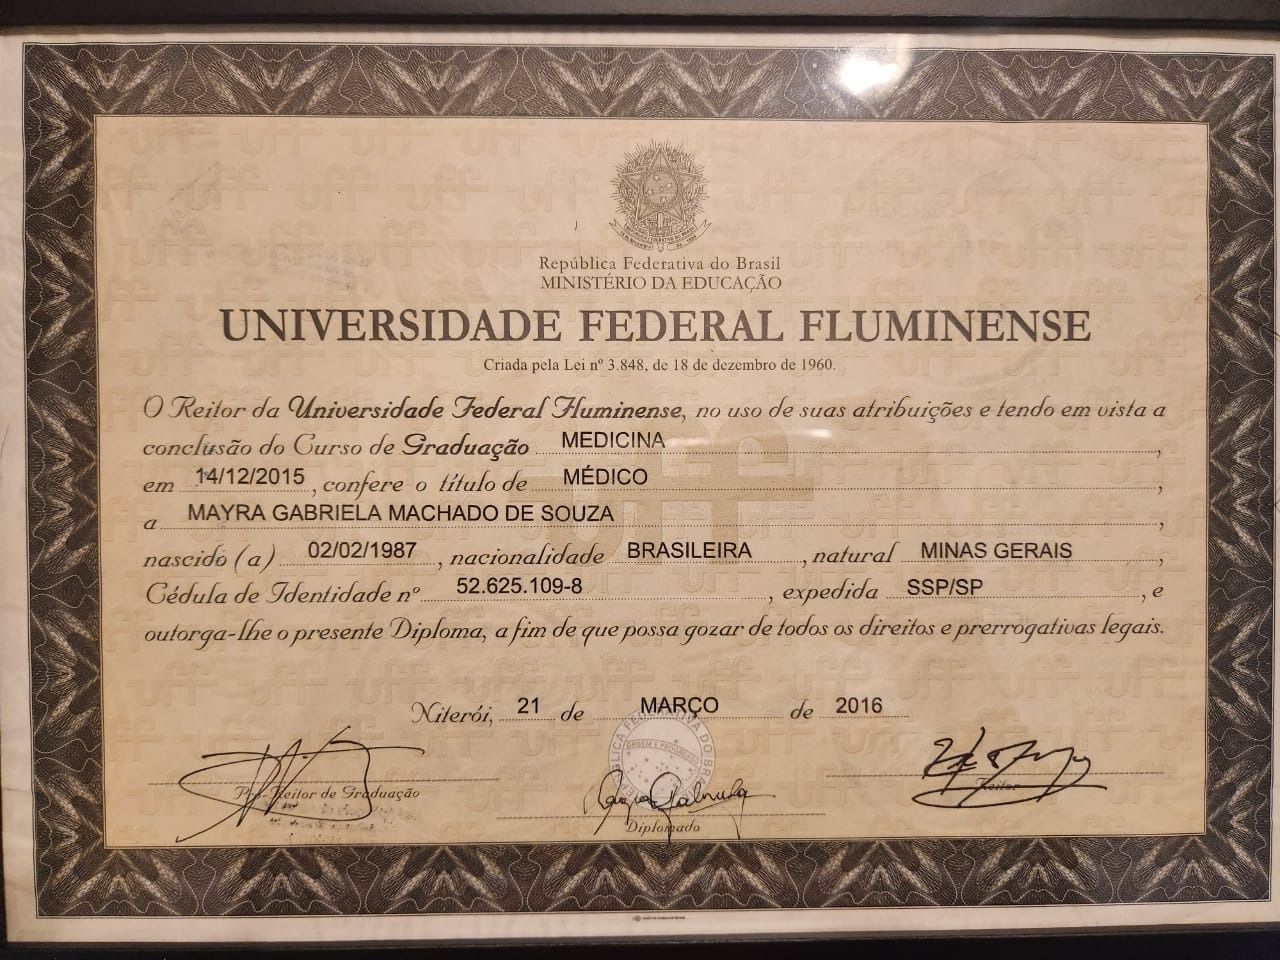 República Federativa do Brasil
MINISTÉRIO DA EDUCAÇÃO
UNIVERSIDADE FEDERAL FLUMINENSE
Criada pela Lei nº 3.848, de 18 de dezembro de 1960.
O Reitor da Universidade Federal Fluminense, no uso de suas atribuições e tendo em vista a
conclusão do Curso de Graduação MEDICINA,
em 14/12/2015, confere o título de MÉDICO,
a MAYRA GABRIELA MACHADO DE SOUZA,
nascido (a) 02/02/1987, nacionalidade BRASILEIRA, natural MINAS GERAIS,
Cédula de Identidade nº 52.625.109-8, expedida SSP/SP, e
outorga-lhe o presente Diploma, a fim de que possa gozar de todos os direitos e prerrogativas legais.
Niterói, 21 de MARÇO de 2016
ORDEM E PROGRESSO
Pró-Reitor de Graduação
Diplomado
Reitor